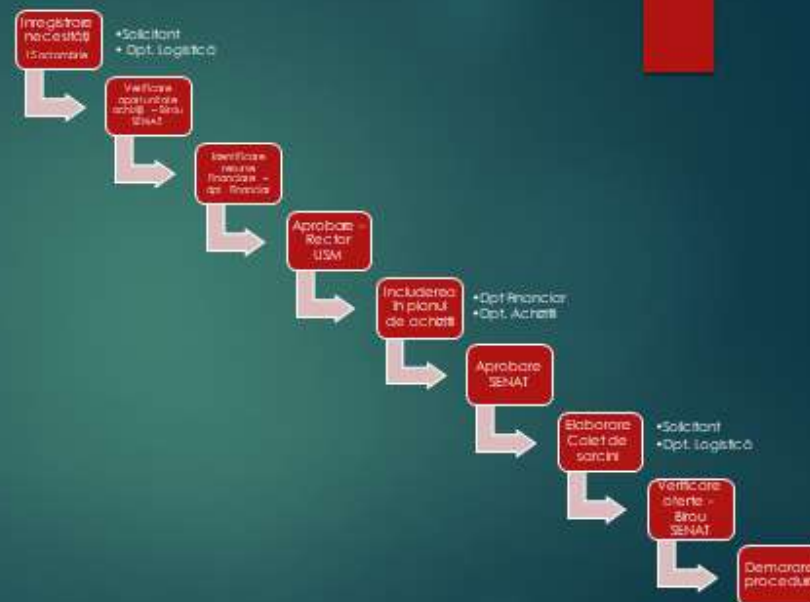 Inregistrare
necesități
15 octombrie
•Solicitant
• Dpt. Logistică
Verificare
oportunitate
achiziții – Birou
SENAT
Identificare
resurse
financiare –
dpt. Financiar
Aprobare –
Rector
USM
Includerea
în planul
de achiziții
•Dpt Financiar
•Dpt. Achiziții
Aprobare
SENAT
Elaborare
Caiet de
sarcini
•Solicitant
•Dpt. Logistică
Verificare
oferte -
Birou
SENAT
Demarare